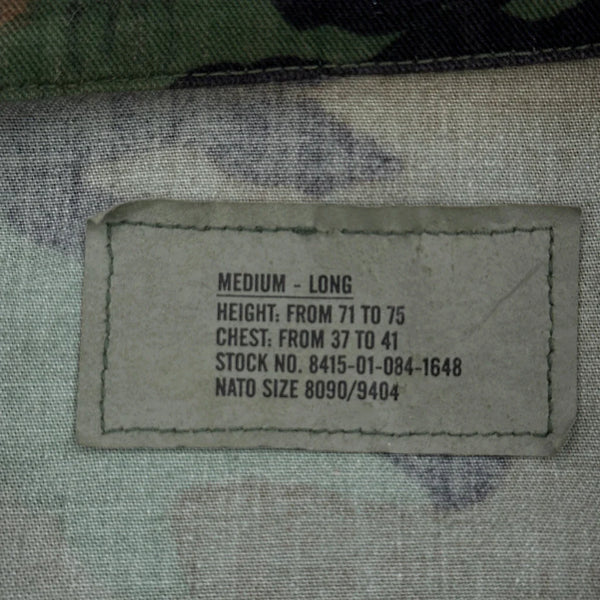 MEDIUM - LONG
HEIGHT: FROM 71 TO 75
CHEST: FROM 37 TO 41
STOCK NO. 8415-01-084-1648
NATO SIZE 8090/9404